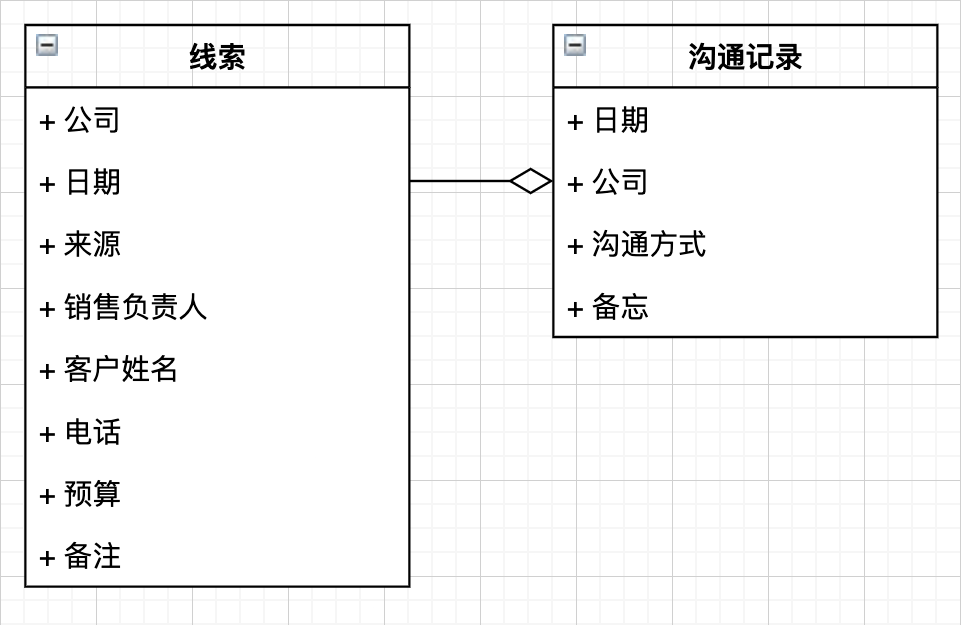 线索
+ 公司
+ 日期
+ 来源
+ 销售负责人
+ 客户姓名
+ 电话
+ 预算
+ 备注
沟通记录
+ 日期
+ 公司
+ 沟通方式
+ 备忘